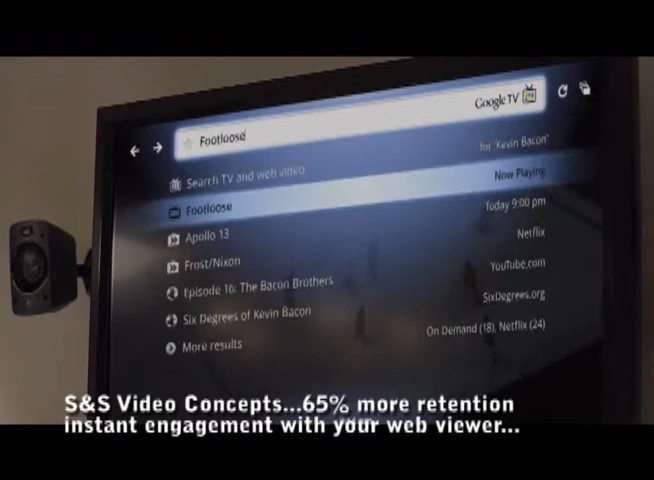 Footloose
Google TV
Search TV and web video
for 'Kevin Bacon'
Footloose
Now Playing
Apollo 13
Today 9:00 pm
Frost/Nixon
Netflix
Episode 16: The Bacon Brothers
YouTube.com
Six Degrees of Kevin Bacon
SixDegrees.org
More results
On Demand (18), Netflix (24)
S&S Video Concepts...65% more retention
instant engagement with your web viewer...